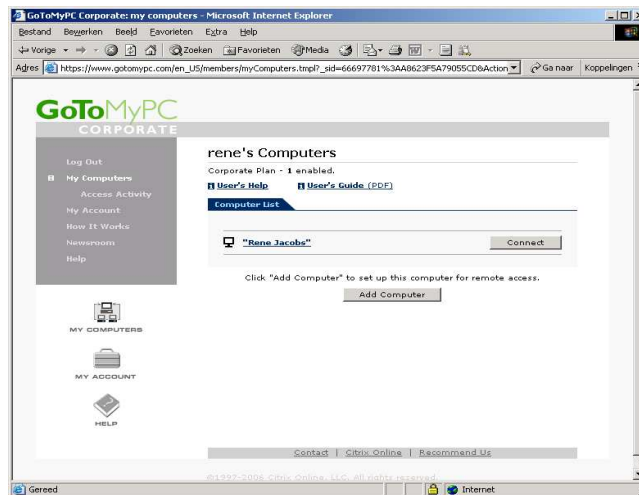 GoToMyPC Corporate: my computers - Microsoft Internet Explorer
Bestand Bewerken Beeld Favorieten Extra Help
Vorige Zoeken Favorieten Media
Adres https://www.gotomypc.com/en_US/members/myComputers.tmpl?_sid=66697781%3AA8623F5A79055CD&Action Ga naar Koppelingen
GoToMyPC
CORPORATE
Log Out
My Computers
Access Activity
My Account
How It Works
Newsroom
Help
MY COMPUTERS
MY ACCOUNT
HELP
rene's Computers
Corporate Plan - 1 enabled.
User's Help User's Guide (PDF)
Computer List
"Rene Jacobs" Connect
Click "Add Computer" to set up this computer for remote access.
Add Computer
Contact | Citrix Online | Recommend Us
©1997-2006 Citrix Online, LLC. All rights reserved.
Gereed Internet